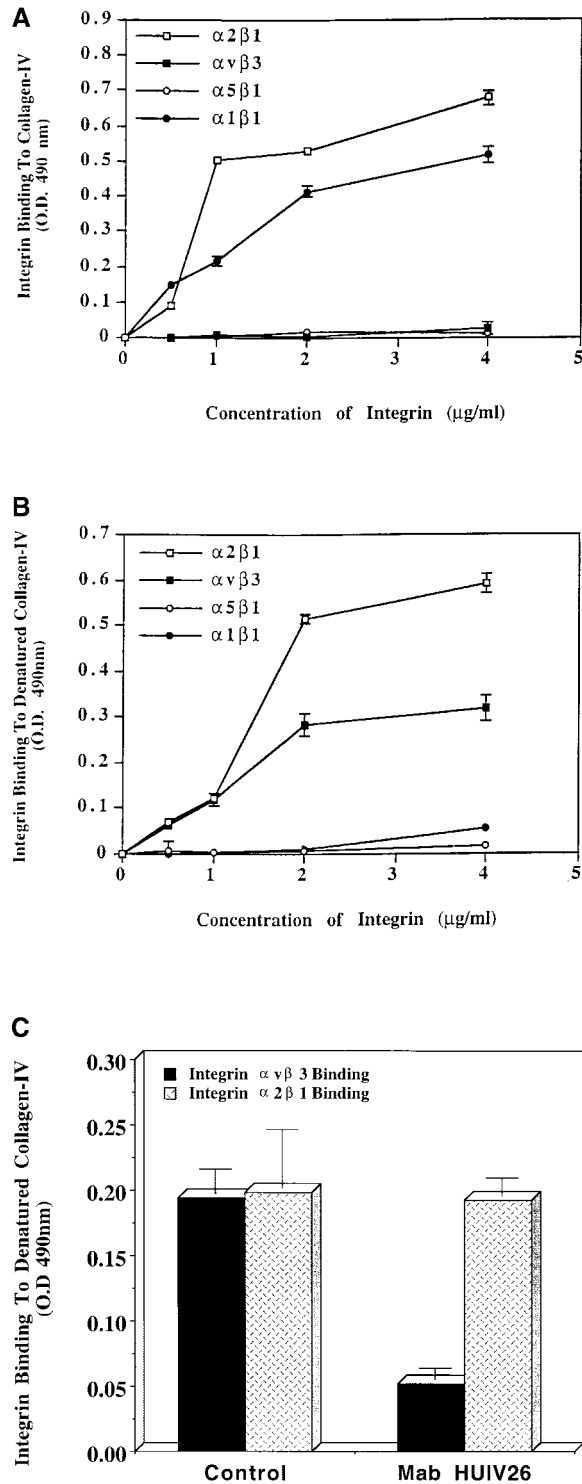 A
Integrin Binding To Collagen-IV
(O.D. 490 nm)
0.9
0.8
0.7
0.6
0.5
0.4
0.3
0.2
0.1
0
α2β1
αvβ3
α5β1
α1β1
0 1 2 3 4 5
Concentration of Integrin (μg/ml)
B
Integrin Binding To Denatured Collagen-IV
(O.D. 490nm)
0.7
0.6
0.5
0.4
0.3
0.2
0.1
0
α2β1
αvβ3
α5β1
α1β1
0 1 2 3 4 5
Concentration of Integrin (μg/ml)
C
Integrin Binding To Denatured Collagen-IV
(O.D 490nm)
0.30
0.25
0.20
0.15
0.10
0.05
0.00
Integrin αvβ3 Binding
Integrin α2β1 Binding
Control Mab HUIV26